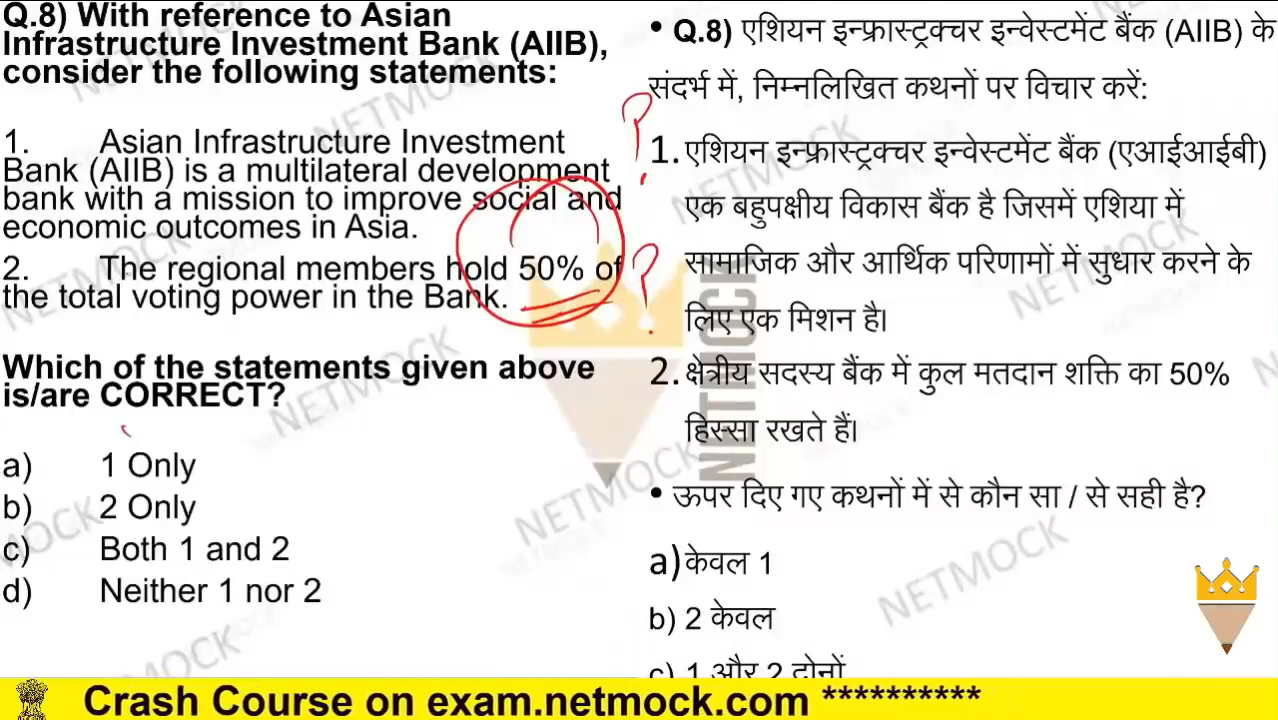 Q.8) With reference to Asian
Infrastructure Investment Bank (AIIB),
consider the following statements:
1. Asian Infrastructure Investment
Bank (AIIB) is a multilateral development
bank with a mission to improve social and
economic outcomes in Asia.
2. The regional members hold 50% of
the total voting power in the Bank.
Which of the statements given above
is/are CORRECT?
a) 1 Only
b) 2 Only
c) Both 1 and 2
d) Neither 1 nor 2
• Q.8) एशियन इन्फ्रास्ट्रक्चर इन्वेस्टमेंट बैंक (AIIB) के
संदर्भ में, निम्नलिखित कथनों पर विचार करें:
1. एशियन इन्फ्रास्ट्रक्चर इन्वेस्टमेंट बैंक (एआईआईबी)
एक बहुपक्षीय विकास बैंक है जिसमें एशिया में
सामाजिक और आर्थिक परिणामों में सुधार करने के
लिए एक मिशन है।
2. क्षेत्रीय सदस्य बैंक में कुल मतदान शक्ति का 50%
हिस्सा रखते हैं।
• ऊपर दिए गए कथनों में से कौन सा / से सही है?
a) केवल 1
b) 2 केवल
c) 1 और 2 दोनों
NETMOCK
Crash Course on exam.netmock.com **********